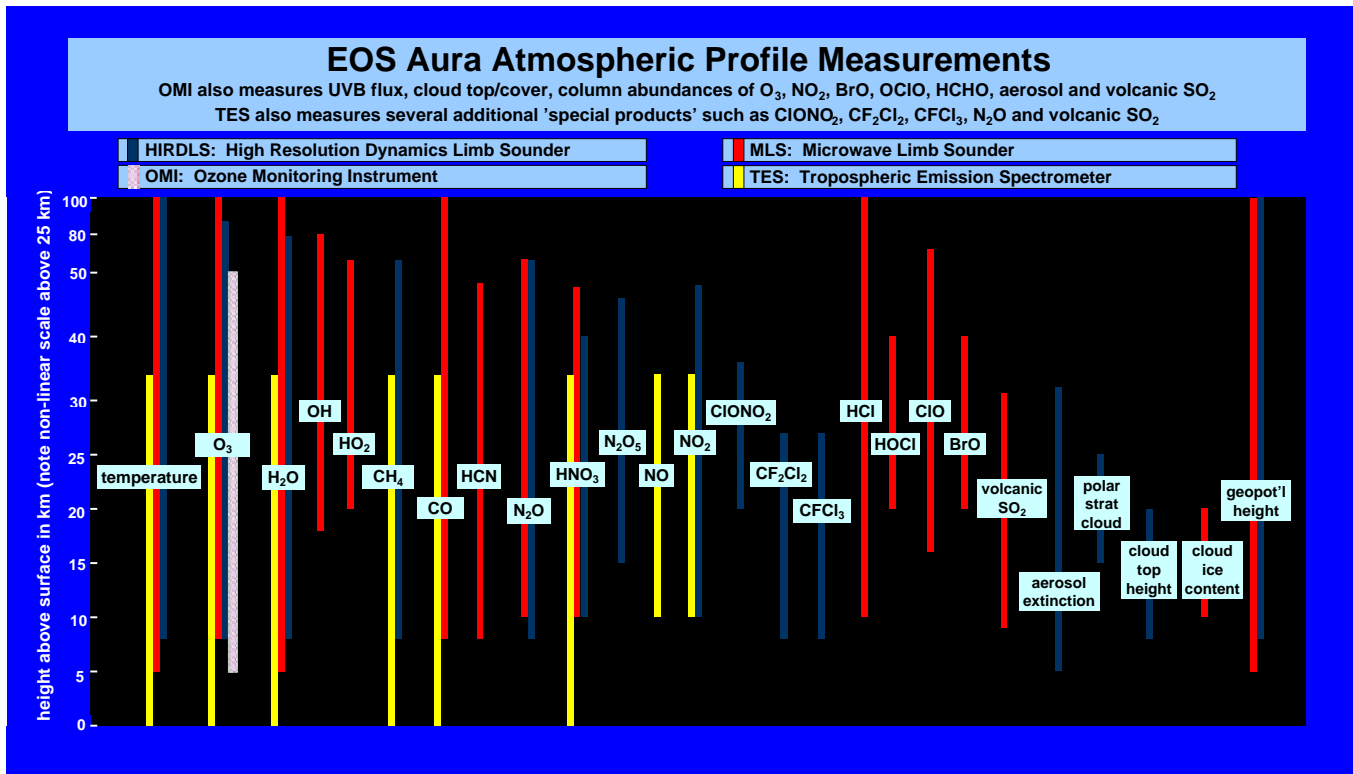 EOS Aura Atmospheric Profile Measurements
OMI also measures UVB flux, cloud top/cover, column abundances of O₃, NO₂, BrO, OClO, HCHO, aerosol and volcanic SO₂
TES also measures several additional ’special products’ such as ClONO₂, CF₂Cl₂, CFCl₃, N₂O and volcanic SO₂
HIRDLS: High Resolution Dynamics Limb Sounder
MLS: Microwave Limb Sounder
OMI: Ozone Monitoring Instrument
TES: Tropospheric Emission Spectrometer
height above surface in km (note non-linear scale above 25 km)
100
80
50
40
30
25
20
15
10
5
0
temperature
O₃
H₂O
OH
HO₂
CH₄
CO
HCN
N₂O
HNO₃
N₂O₅
NO
NO₂
ClONO₂
CF₂Cl₂
CFCl₃
HCl
HOCl
ClO
BrO
volcanic
SO₂
aerosol
extinction
polar
strat
cloud
cloud
top
height
cloud
ice
content
geopot’l
height